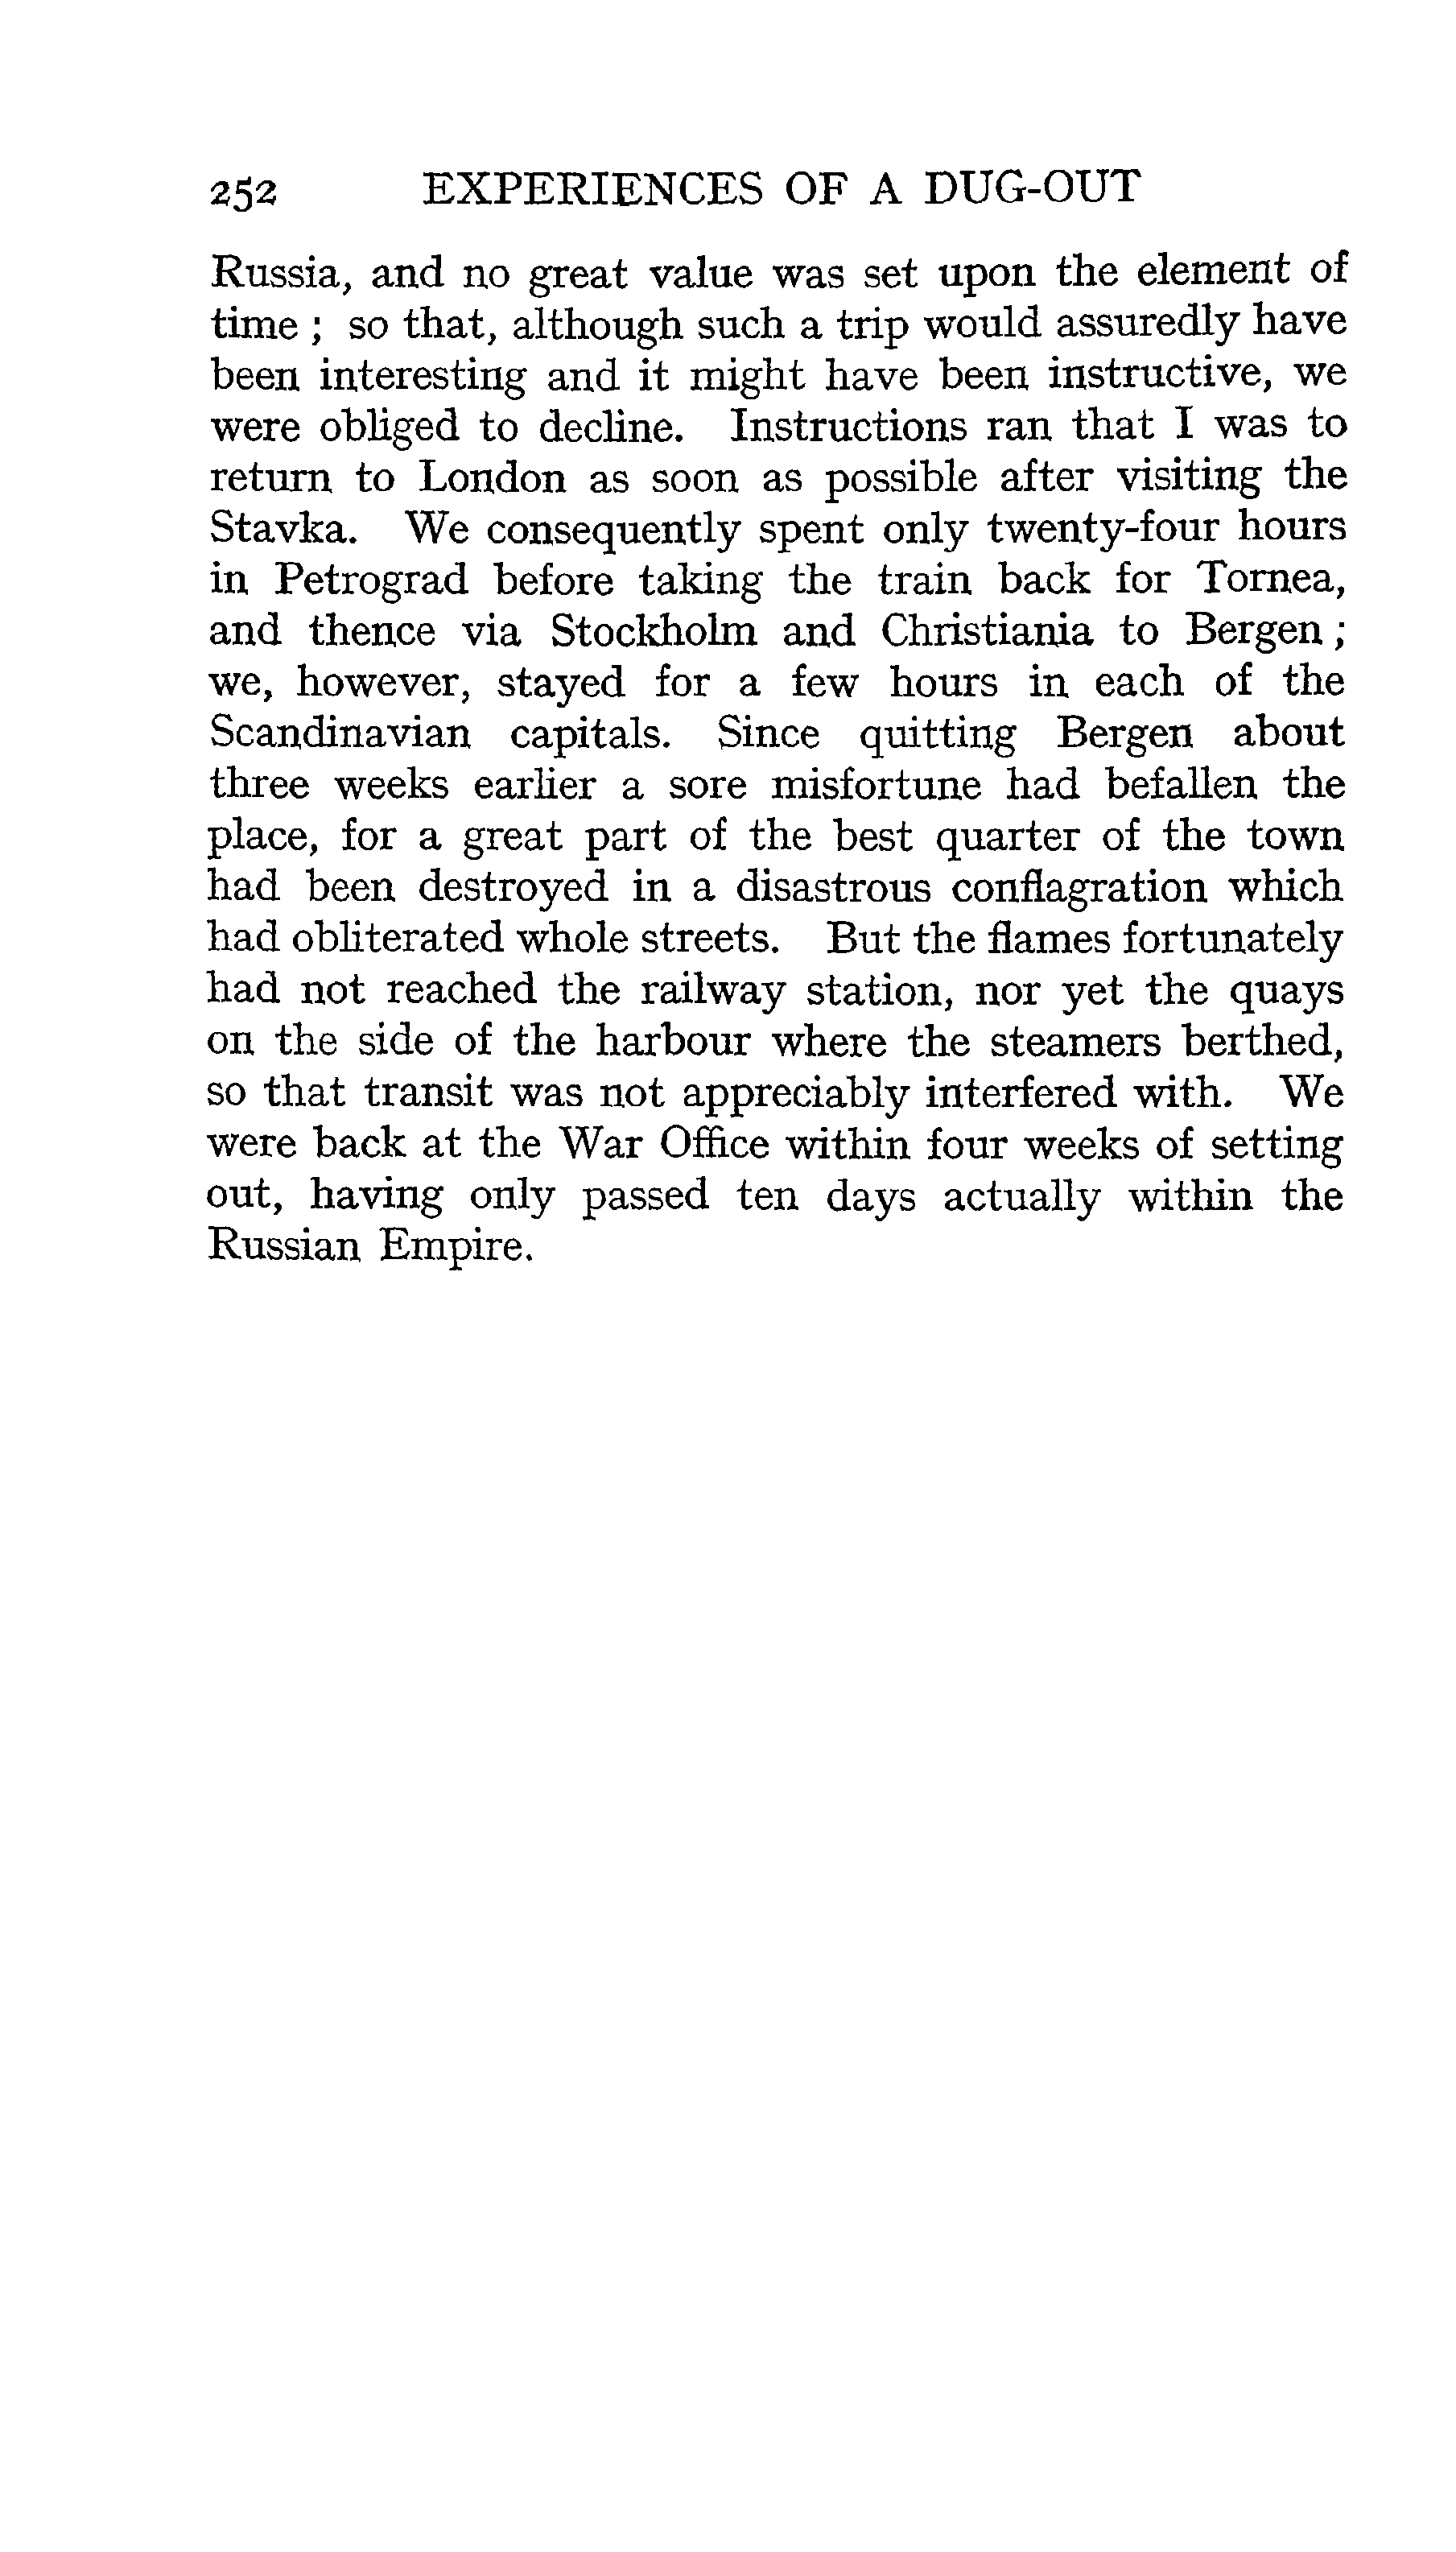 252 EXPERIENCES OF A DUG-OUT
Russia, and no great value was set upon the element of
time ; so that, although such a trip would assuredly have
been interesting and it might have been instructive, we
were obliged to decline. Instructions ran that I was to
return to London as soon as possible after visiting the
Stavka. We consequently spent only twenty-four hours
in Petrograd before taking the train back for Tornea,
and thence via Stockholm and Christiania to Bergen ;
we, however, stayed for a few hours in each of the
Scandinavian capitals. Since quitting Bergen about
three weeks earlier a sore misfortune had befallen the
place, for a great part of the best quarter of the town
had been destroyed in a disastrous conflagration which
had obliterated whole streets. But the flames fortunately
had not reached the railway station, nor yet the quays
on the side of the harbour where the steamers berthed,
so that transit was not appreciably interfered with. We
were back at the War Office within four weeks of setting
out, having only passed ten days actually within the
Russian Empire.